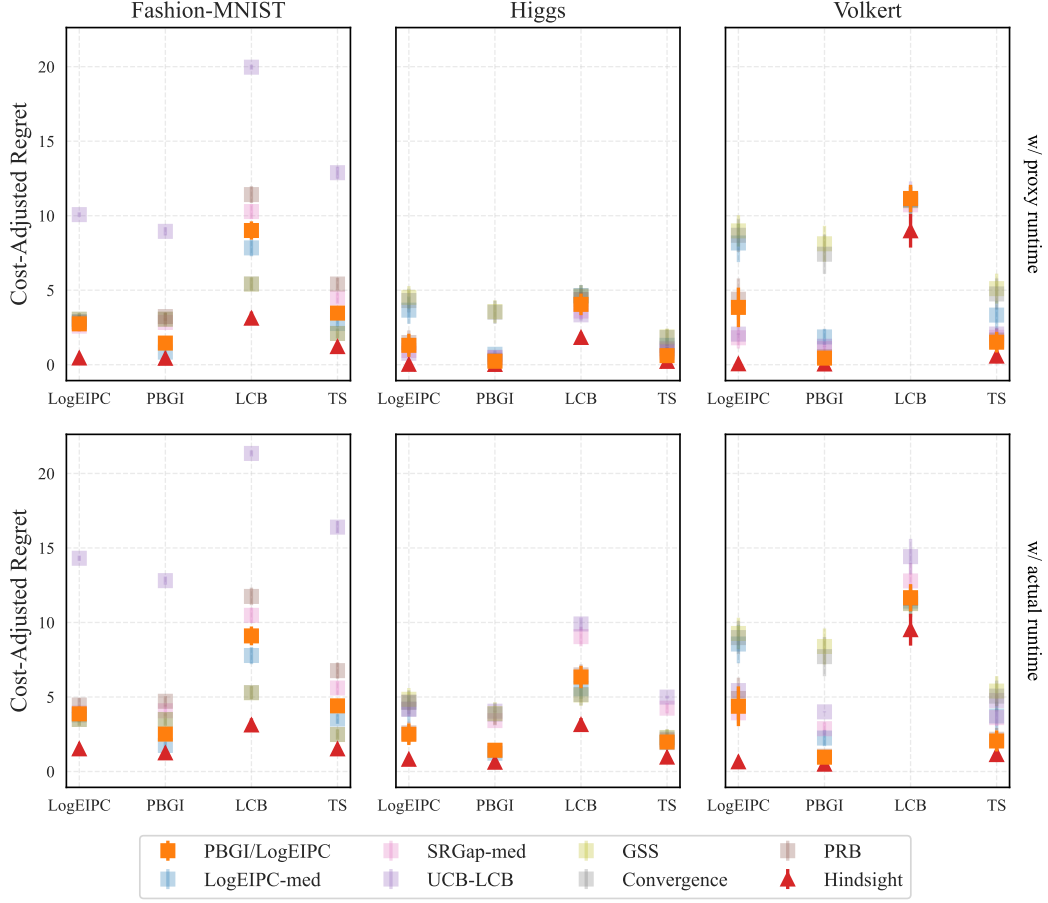 Fashion-MNIST Higgs Volkert
Cost-Adjusted Regret
20
15
10
5
0
LogEIPC PBGI LCB TS LogEIPC PBGI LCB TS LogEIPC PBGI LCB TS
w/ proxy runtime
Cost-Adjusted Regret
20
15
10
5
0
LogEIPC PBGI LCB TS LogEIPC PBGI LCB TS LogEIPC PBGI LCB TS
w/ actual runtime
PBGI/LogEIPC SRGap-med GSS PRB
LogEIPC-med UCB-LCB Convergence Hindsight